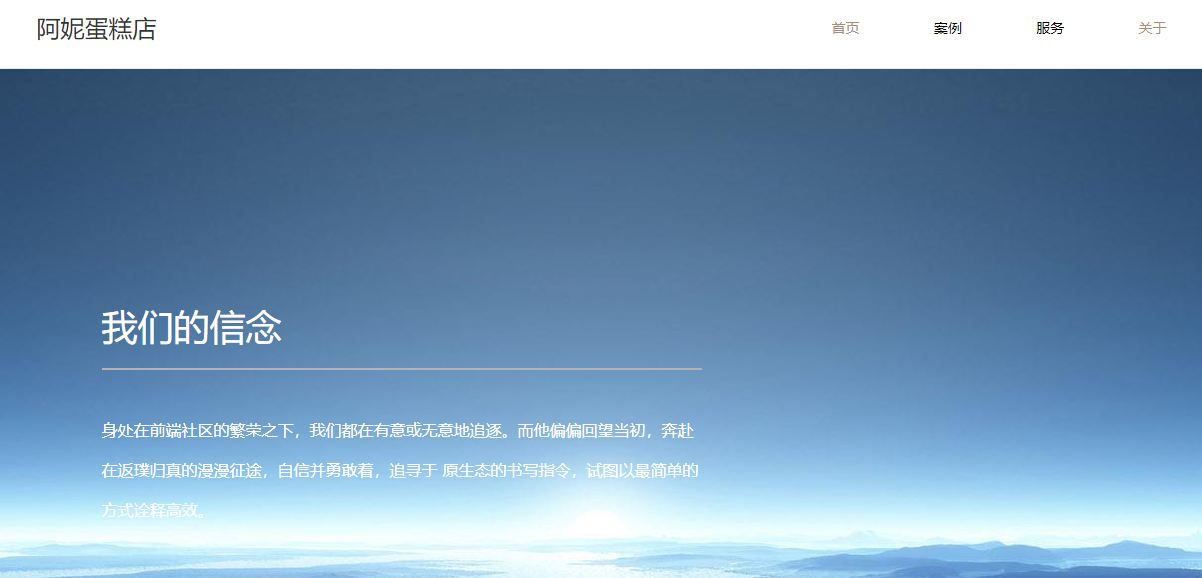 阿妮蛋糕店
首页 案例 服务 关于
我们的信念
身处在前端社区的繁荣之下，我们都在有意或无意地追逐。而他偏偏回望当初，奔赴
在返璞归真的漫漫征途，自信并勇敢着，追寻于 原生态的书写指令，试图以最简单的
方式诠释高效。